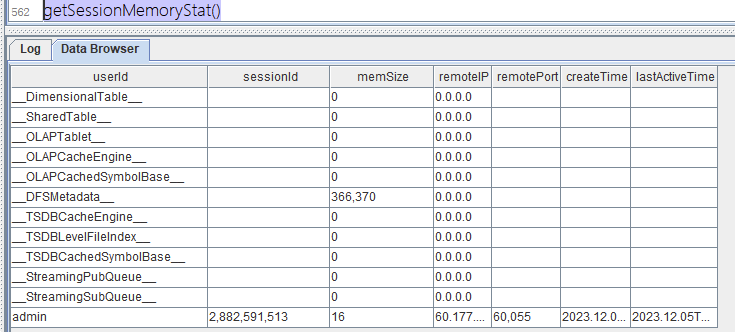 562 getSessionMemoryStat()
Log Data Browser
userId sessionId memSize remoteIP remotePort createTime lastActiveTime
__DimensionalTable__ 0 0.0.0.0
__SharedTable__ 0 0.0.0.0
__OLAPTablet__ 0 0.0.0.0
__OLAPCacheEngine__ 0 0.0.0.0
__OLAPCachedSymbolBase__ 0 0.0.0.0
__DFSMetadata__ 366,370 0.0.0.0
__TSDBCacheEngine__ 0 0.0.0.0
__TSDBLevelFileIndex__ 0 0.0.0.0
__TSDBCachedSymbolBase__ 0 0.0.0.0
__StreamingPubQueue__ 0 0.0.0.0
__StreamingSubQueue__ 0 0.0.0.0
admin 2,882,591,513 16 60.177.... 60,055 2023.12.0... 2023.12.05T...